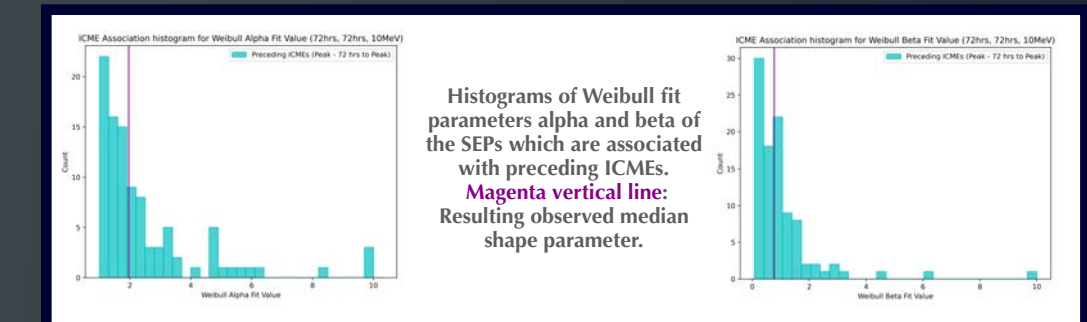 ICME Association histogram for Weibull Alpha Fit Value (72hrs, 72hrs, 10MeV)
Preceding ICMEs (Peak - 72 hrs to Peak)
20
15
10
5
0
Count
2
4
6
8
10
Weibull Alpha Fit Value
Histograms of Weibull fit
parameters alpha and beta of
the SEPs which are associated
with preceding ICMEs.
Magenta vertical line:
Resulting observed median
shape parameter.
ICME Association histogram for Weibull Beta Fit Value (72hrs, 72hrs, 10MeV)
Preceding ICMEs (Peak - 72 hrs to Peak)
30
25
20
15
10
5
0
Count
0
2
4
6
8
10
Weibull Beta Fit Value